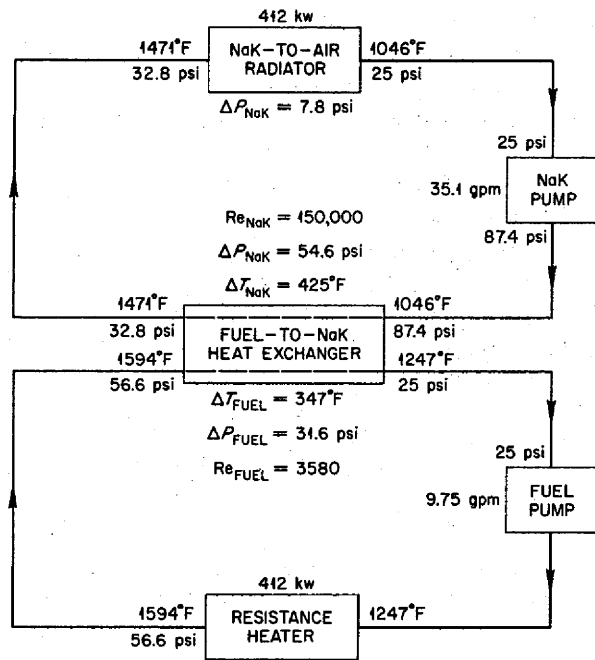 412 kw
1471°F
NaK-TO-AIR
RADIATOR
1046°F
32.8 psi
25 psi
ΔP_NaK = 7.8 psi
25 psi
35.1 gpm
NaK
PUMP
87.4 psi
Re_NaK = 150,000
ΔP_NaK = 54.6 psi
ΔT_NaK = 425°F
1471°F
1046°F
32.8 psi
87.4 psi
FUEL-TO-NaK
HEAT EXCHANGER
1594°F
1247°F
56.6 psi
25 psi
ΔT_FUEL = 347°F
ΔP_FUEL = 31.6 psi
Re_FUEL = 3580
25 psi
9.75 gpm
FUEL
PUMP
412 kw
1594°F
RESISTANCE
HEATER
1247°F
56.6 psi